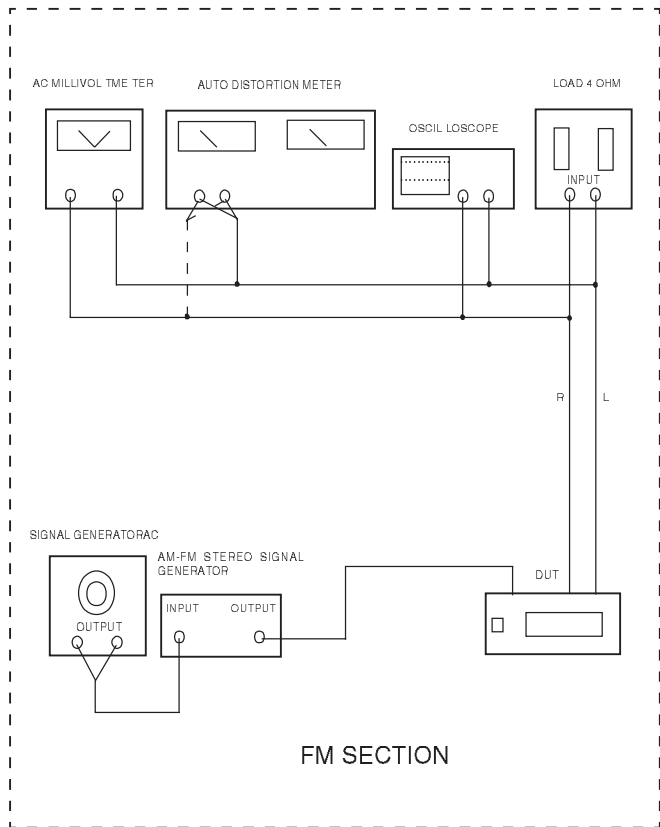 AC MILLIVOL TME TER
AUTO DISTORTION METER
LOAD 4 OHM
OSCIL LOSCOPE
INPUT
R
L
SIGNAL GENERATORAC
AM-FM STEREO SIGNAL
GENERATOR
DUT
INPUT
OUTPUT
OUTPUT
FM SECTION